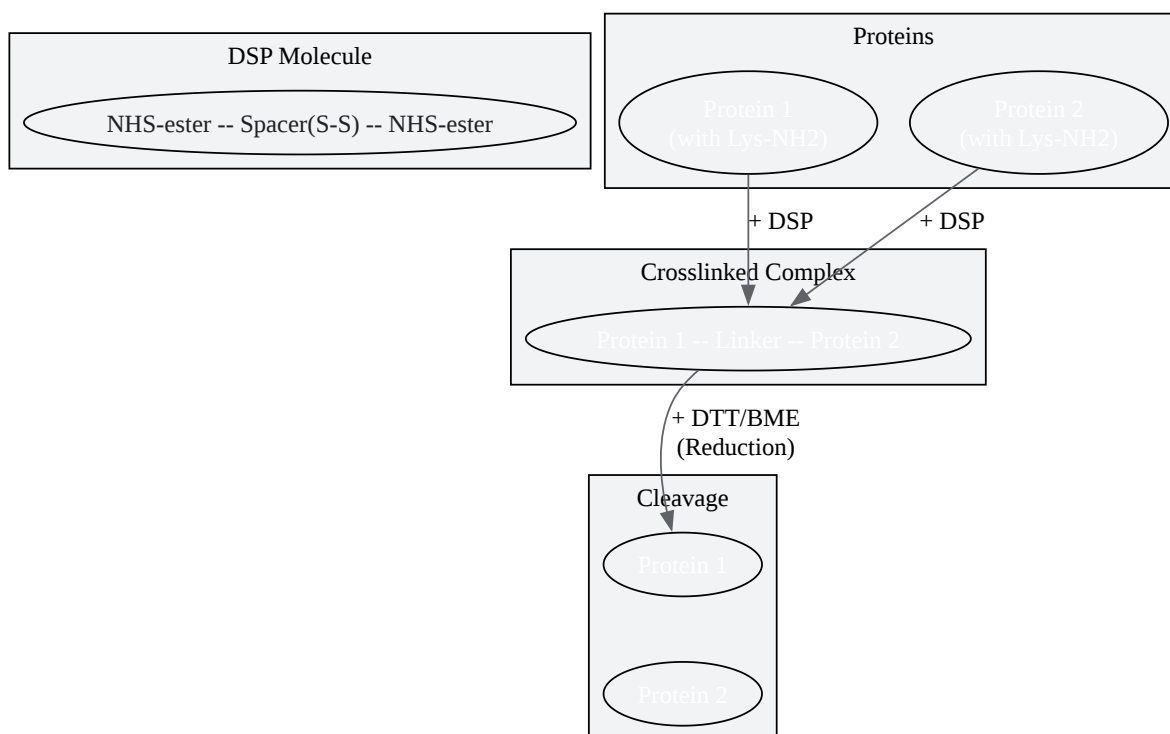 DSP Molecule
NHS-ester -- Spacer(S-S) -- NHS-ester
Proteins
Protein 1
(with Lys-NH2)
Protein 2
(with Lys-NH2)
+ DSP
+ DSP
Crosslinked Complex
Protein 1 -- Linker -- Protein 2
+ DTT/BME
(Reduction)
Cleavage
Protein 1
Protein 2